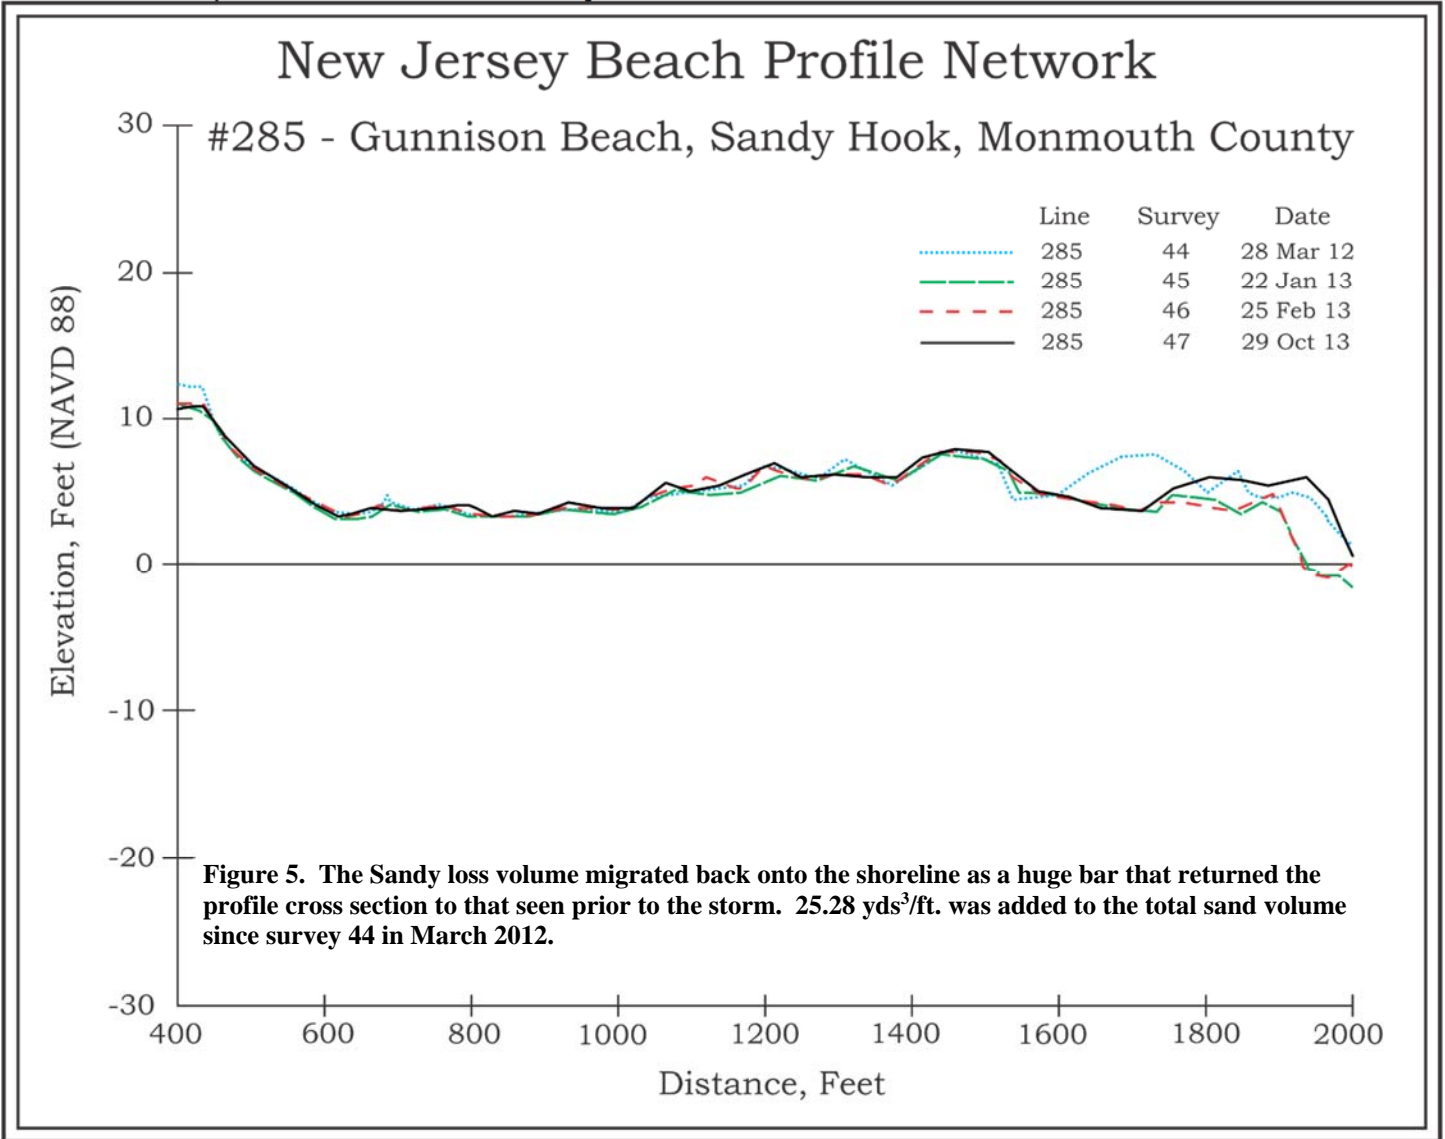 New Jersey Beach Profile Network
#285 - Gunnison Beach, Sandy Hook, Monmouth County
Line Survey Date
285 44 28 Mar 12
285 45 22 Jan 13
285 46 25 Feb 13
285 47 29 Oct 13
Elevation, Feet (NAVD 88)
30
20
10
0
-10
-20
-30
Figure 5. The Sandy loss volume migrated back onto the shoreline as a huge bar that returned the
profile cross section to that seen prior to the storm. 25.28 yds³/ft. was added to the total sand volume
since survey 44 in March 2012.
400 600 800 1000 1200 1400 1600 1800 2000
Distance, Feet